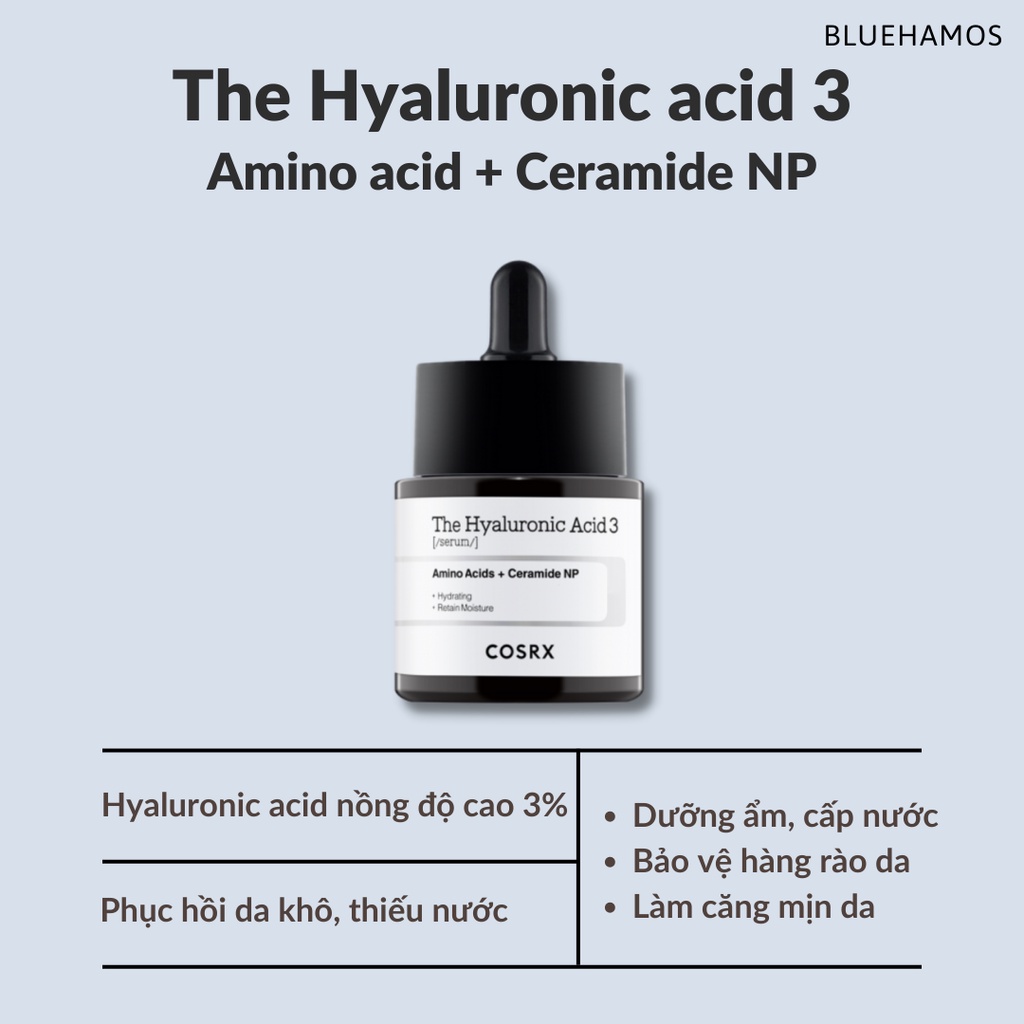 BLUEHAMOS
The Hyaluronic acid 3
Amino acid + Ceramide NP
The Hyaluronic Acid 3
[/serum/]
Amino Acids + Ceramide NP
• Hydrating
• Retain Moisture
COSRX
Hyaluronic acid nồng độ cao 3%
Phục hồi da khô, thiếu nước
• Dưỡng ẩm, cấp nước
• Bảo vệ hàng rào da
• Làm căng mịn da